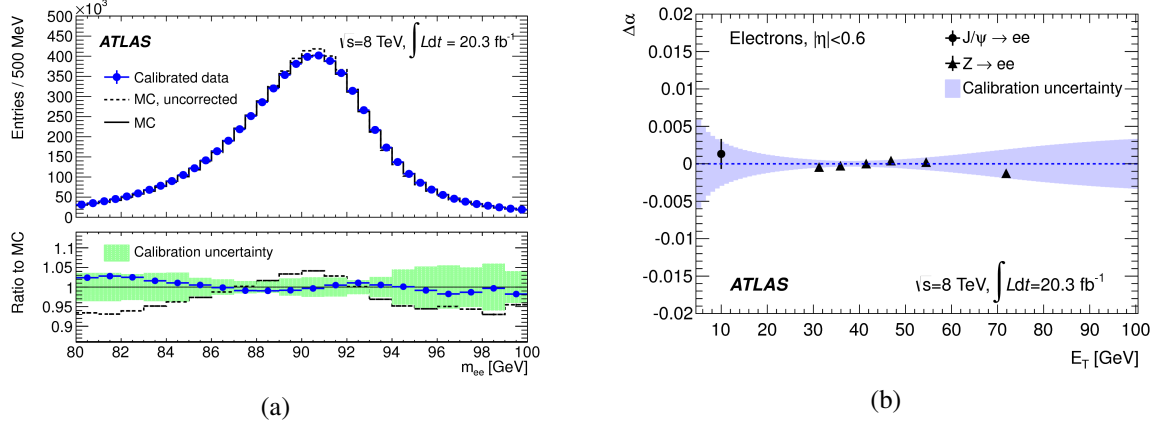 ×10³
Entries / 500 MeV
500
450
400
350
300
250
200
150
100
50
0
ATLAS
√s=8 TeV, ∫Ldt = 20.3 fb⁻¹
Calibrated data
MC, uncorrected
MC
Ratio to MC
1.1
1.05
1
0.95
0.9
Calibration uncertainty
80 82 84 86 88 90 92 94 96 98 100
mₑₑ [GeV]
(a)
Δα
0.02
0.015
0.01
0.005
0
-0.005
-0.01
-0.015
-0.02
Electrons, |η|<0.6
J/ψ → ee
Z → ee
Calibration uncertainty
ATLAS
√s=8 TeV, ∫Ldt=20.3 fb⁻¹
10 20 30 40 50 60 70 80 90 100
E_T [GeV]
(b)